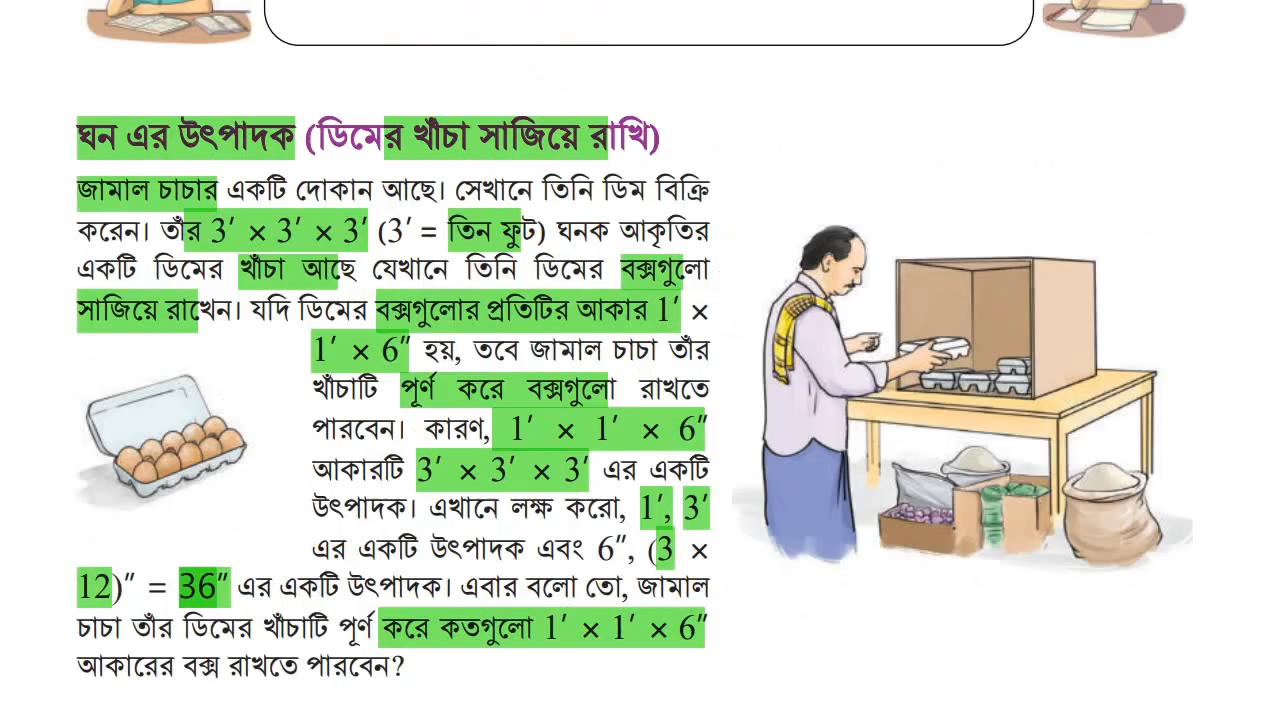 ঘন এর উৎপাদক (ডিমের খাঁচা সাজিয়ে রাখি)
জামাল চাচার একটি দোকান আছে। সেখানে তিনি ডিম বিক্রি
করেন। তাঁর 3′ × 3′ × 3′ (3′ = তিন ফুট) ঘনক আকৃতির
একটি ডিমের খাঁচা আছে যেখানে তিনি ডিমের বক্সগুলো
সাজিয়ে রাখেন। যদি ডিমের বক্সগুলোর প্রতিটির আকার 1′ ×
1′ × 6″ হয়, তবে জামাল চাচা তাঁর
খাঁচাটি পূর্ণ করে বক্সগুলো রাখতে
পারবেন। কারণ, 1′ × 1′ × 6″
আকারটি 3′ × 3′ × 3′ এর একটি
উৎপাদক। এখানে লক্ষ করো, 1′, 3′
এর একটি উৎপাদক এবং 6″, (3 ×
12)″ = 36″ এর একটি উৎপাদক। এবার বলো তো, জামাল
চাচা তাঁর ডিমের খাঁচাটি পূর্ণ করে কতগুলো 1′ × 1′ × 6″
আকারের বক্স রাখতে পারবেন?